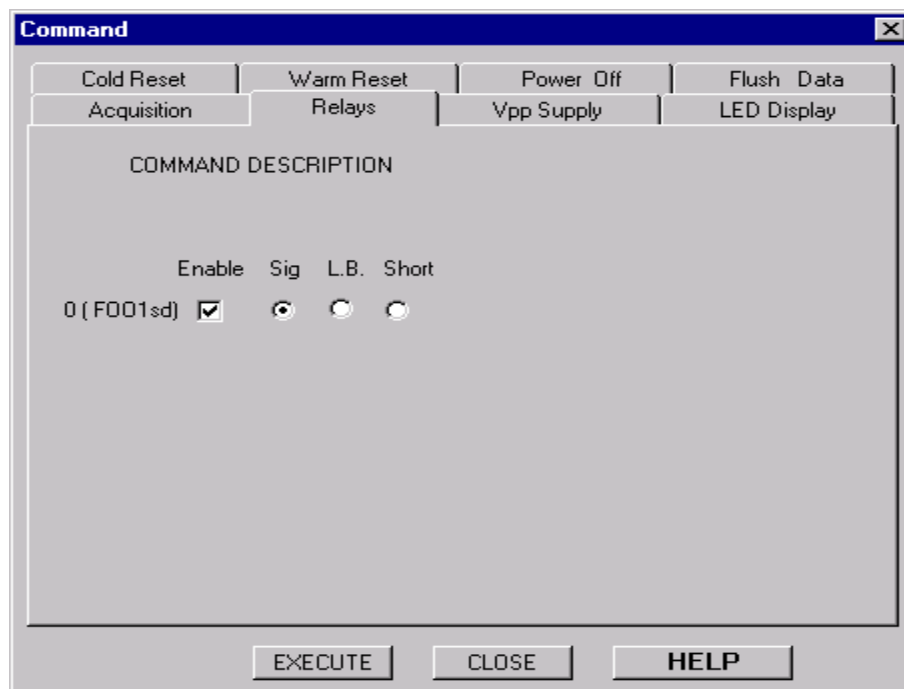 Command
Cold Reset Warm Reset Power Off Flush Data
Acquisition Relays Vpp Supply LED Display
COMMAND DESCRIPTION
Enable Sig L.B. Short
0 ( FOO1sd)
EXECUTE CLOSE HELP